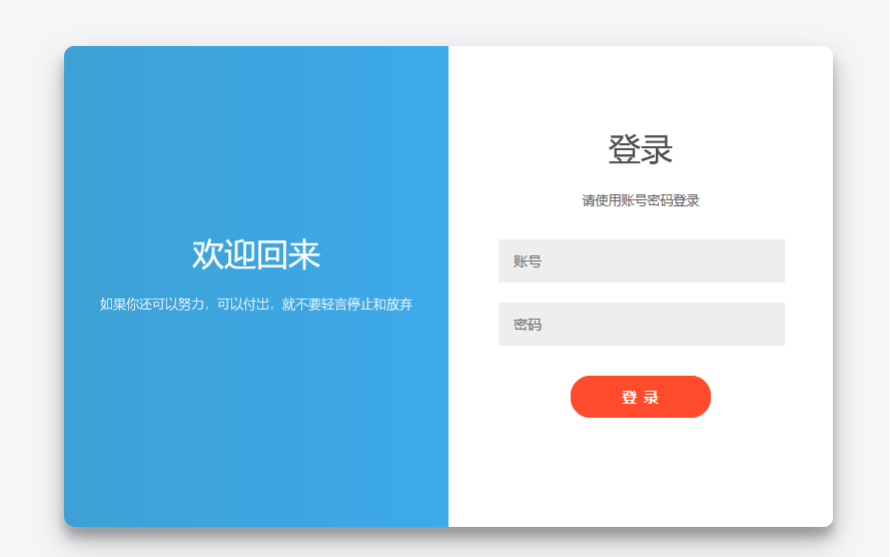 欢迎回来
如果你还可以努力，可以付出，就不要轻言停止和放弃
登录
请使用账号密码登录
账号
密码
登 录